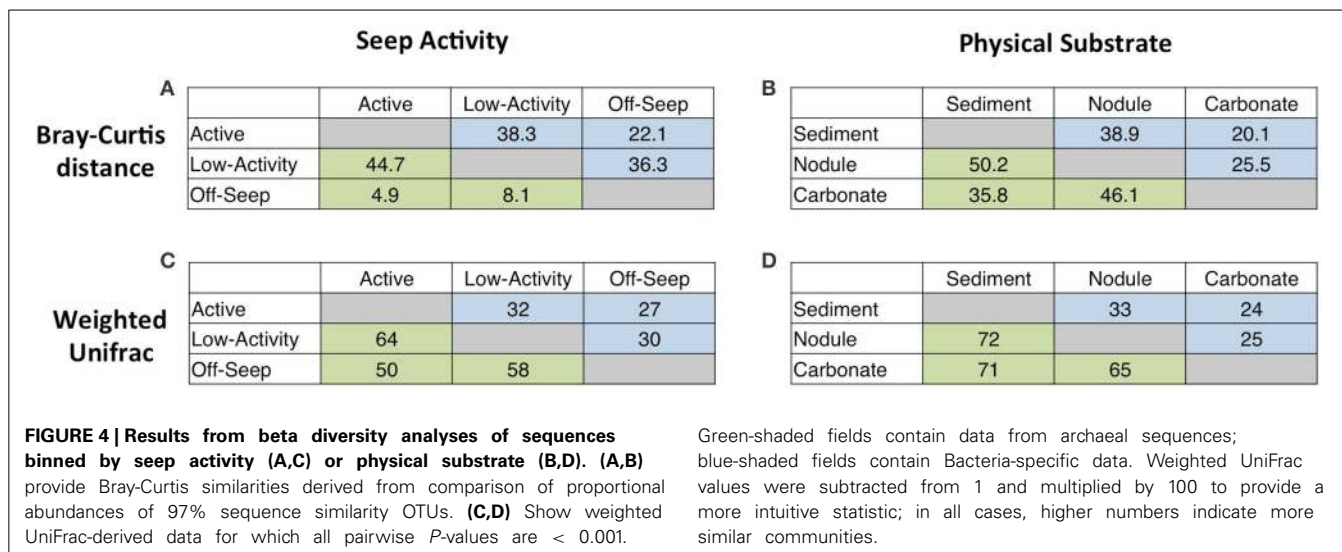 Seep Activity
Physical Substrate
Bray-Curtis distance
A
Active Low-Activity Off-Seep
Active 38.3 22.1
Low-Activity 44.7 36.3
Off-Seep 4.9 8.1
B
Sediment Nodule Carbonate
Sediment 38.9 20.1
Nodule 50.2 25.5
Carbonate 35.8 46.1
Weighted Unifrac
C
Active Low-Activity Off-Seep
Active 32 27
Low-Activity 64 30
Off-Seep 50 58
D
Sediment Nodule Carbonate
Sediment 33 24
Nodule 72 25
Carbonate 71 65
FIGURE 4 | Results from beta diversity analyses of sequences
binned by seep activity (A,C) or physical substrate (B,D). (A,B)
provide Bray-Curtis similarities derived from comparison of proportional
abundances of 97% sequence similarity OTUs. (C,D) Show weighted
UniFrac-derived data for which all pairwise P-values are < 0.001.
Green-shaded fields contain data from archaeal sequences;
blue-shaded fields contain Bacteria-specific data. Weighted UniFrac
values were subtracted from 1 and multiplied by 100 to provide a
more intuitive statistic; in all cases, higher numbers indicate more
similar communities.